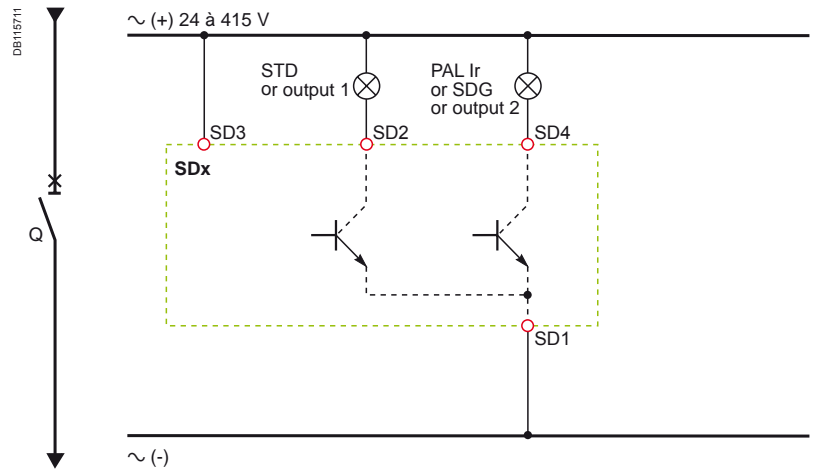 DB115711
~ (+) 24 à 415 V
STD
or output 1
PAL Ir
or SDG
or output 2
SD3
SD2
SD4
SDx
Q
SD1
~ (-)